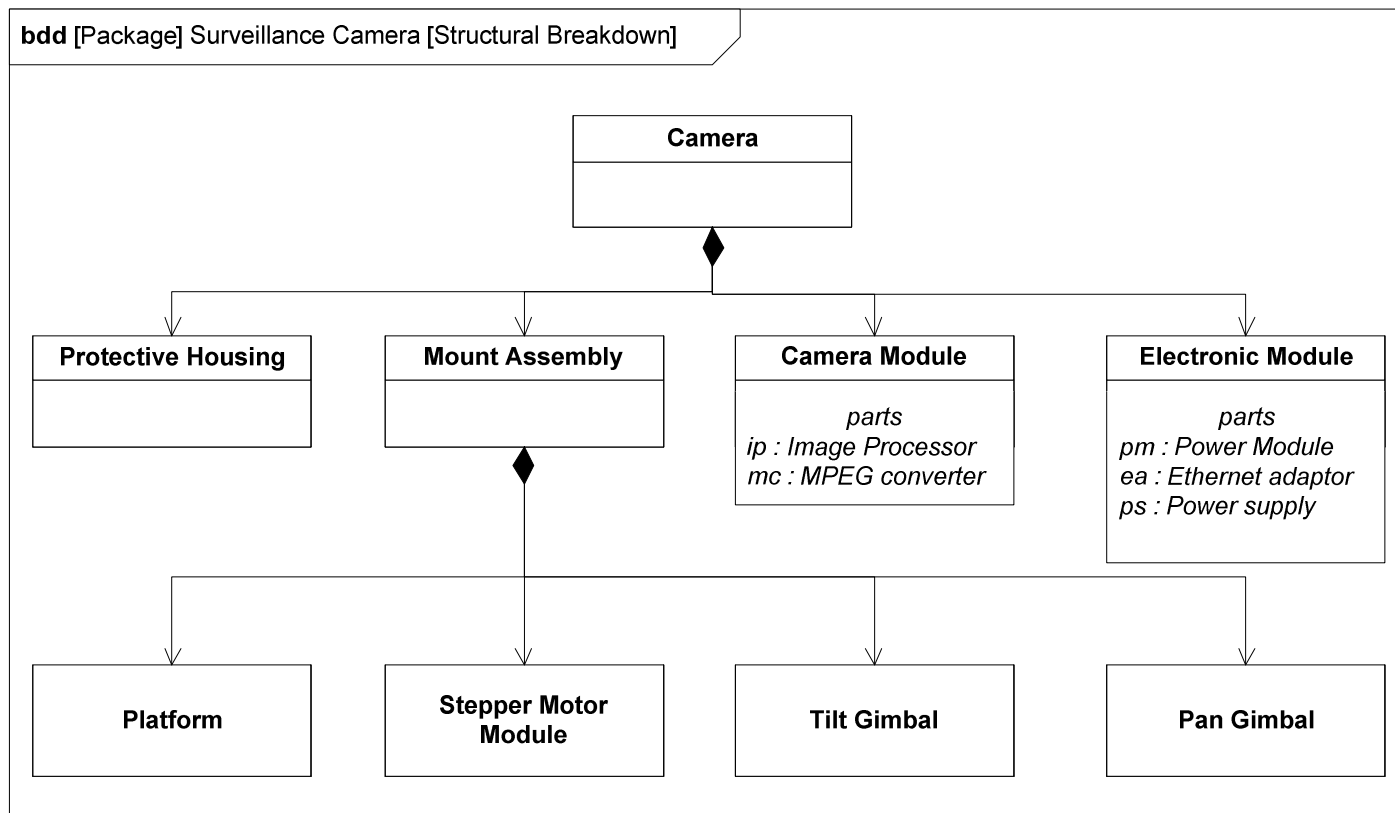 bdd [Package] Surveillance Camera [Structural Breakdown]
Camera
Protective Housing
Mount Assembly
Camera Module
parts
ip : Image Processor
mc : MPEG converter
Electronic Module
parts
pm : Power Module
ea : Ethernet adaptor
ps : Power supply
Platform
Stepper Motor
Module
Tilt Gimbal
Pan Gimbal